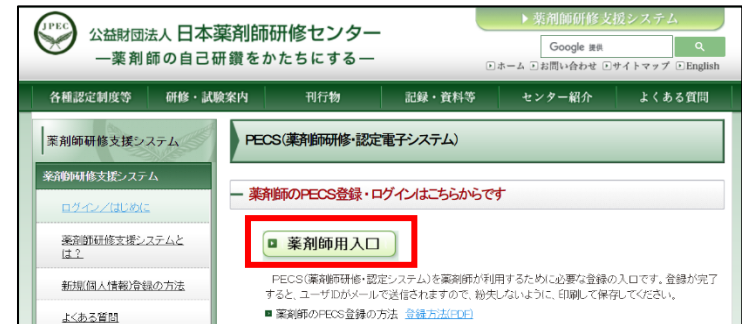 JPEC
公益財団法人 日本薬剤師研修センター
―薬剤師の自己研鑽をかたちにする―
薬剤師研修支援システム
Google 提供
ホーム お問い合わせ サイトマップ English
各種認定制度等 研修・試験案内 刊行物 記録・資料等 センター紹介 よくある質問
薬剤師研修支援システム
薬剤師研修支援システム
ログイン/はじめに
薬剤師研修支援システムと
は?
新規(個人情報)登録の方法
よくある質問
PECS(薬剤師研修・認定電子システム)
薬剤師のPECS登録・ログインはこちらからです
薬剤師用入口
PECS(薬剤師研修・認定システム)を薬剤師が利用するために必要な登録の入口です。登録が完了
すると、ユーザIDがメールで送信されますので、紛失しないように、印刷して保存してください。
薬剤師のPECS登録の方法 登録方法(PDF)